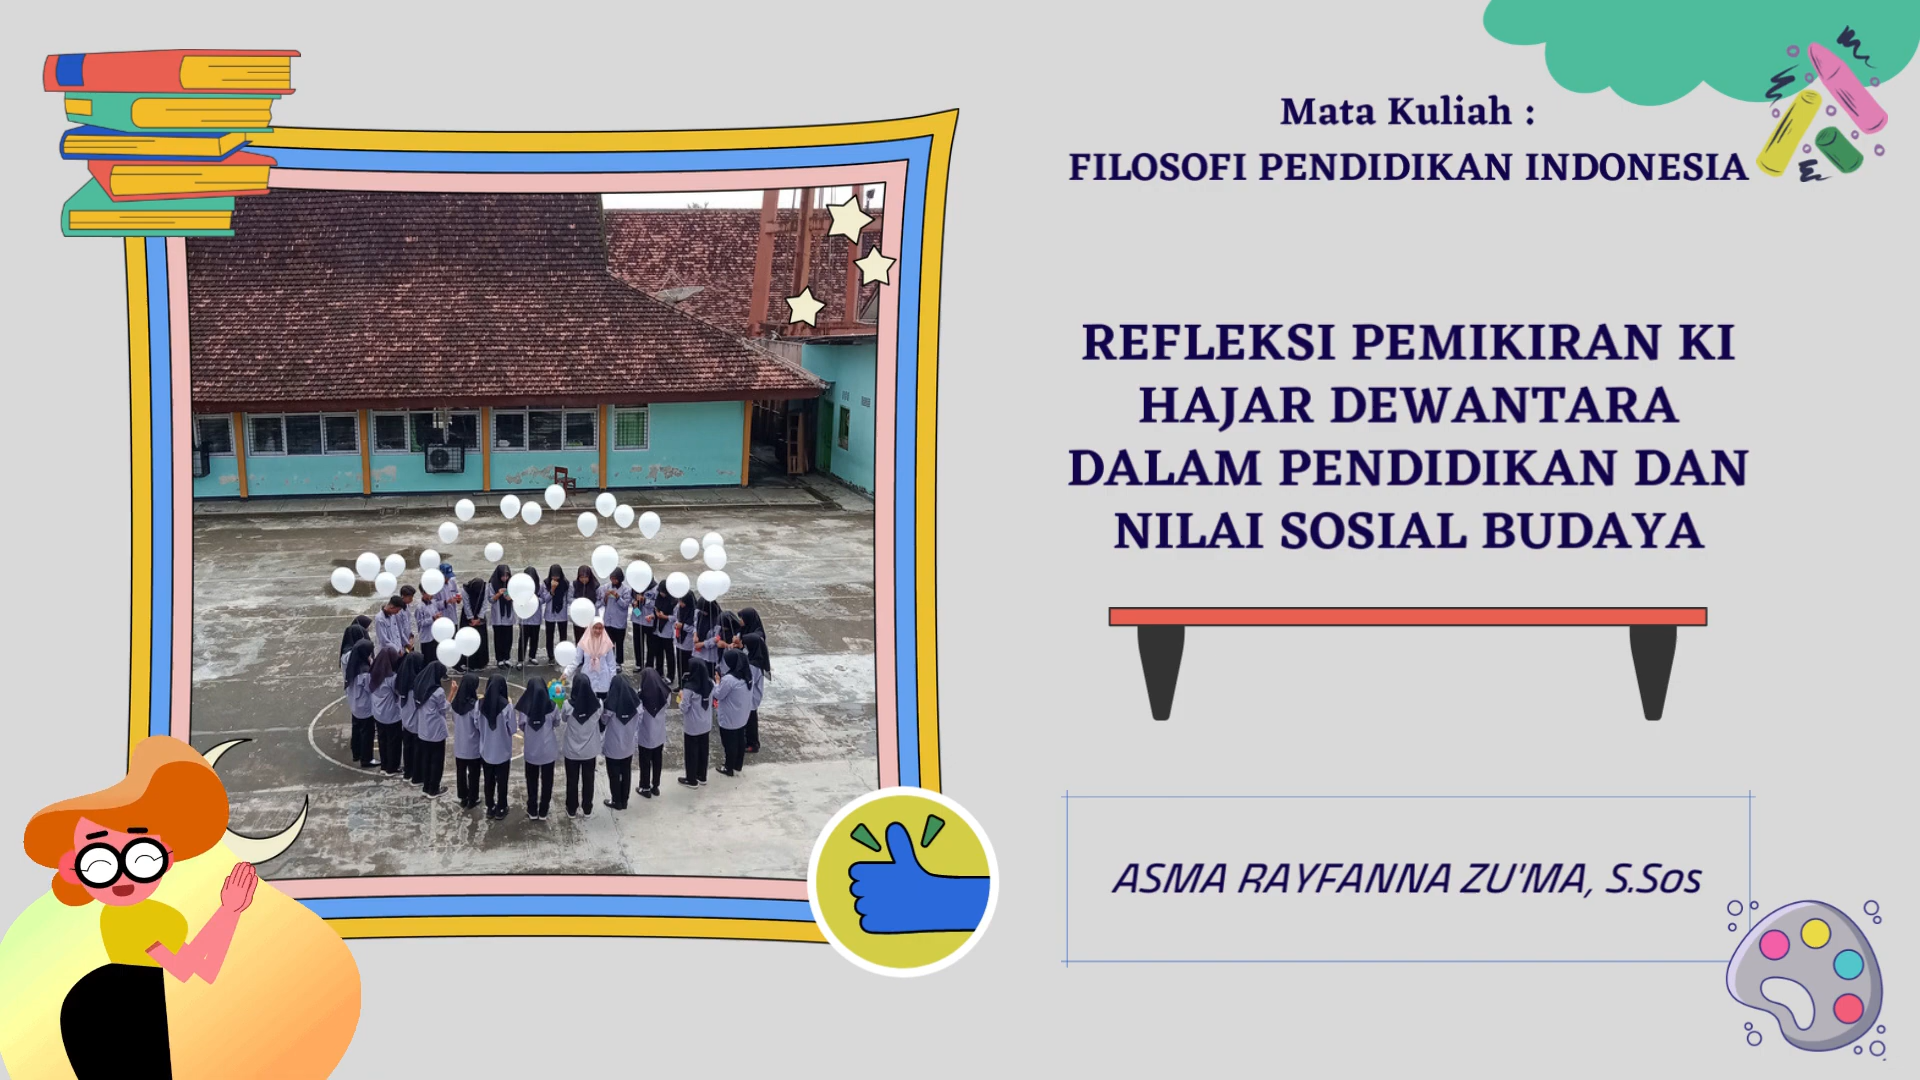 Mata Kuliah :
FILOSOFI PENDIDIKAN INDONESIA
REFLEKSI PEMIKIRAN KI
HAJAR DEWANTARA
DALAM PENDIDIKAN DAN
NILAI SOSIAL BUDAYA
ASMA RAYFANNA ZU'MA, S.Sos